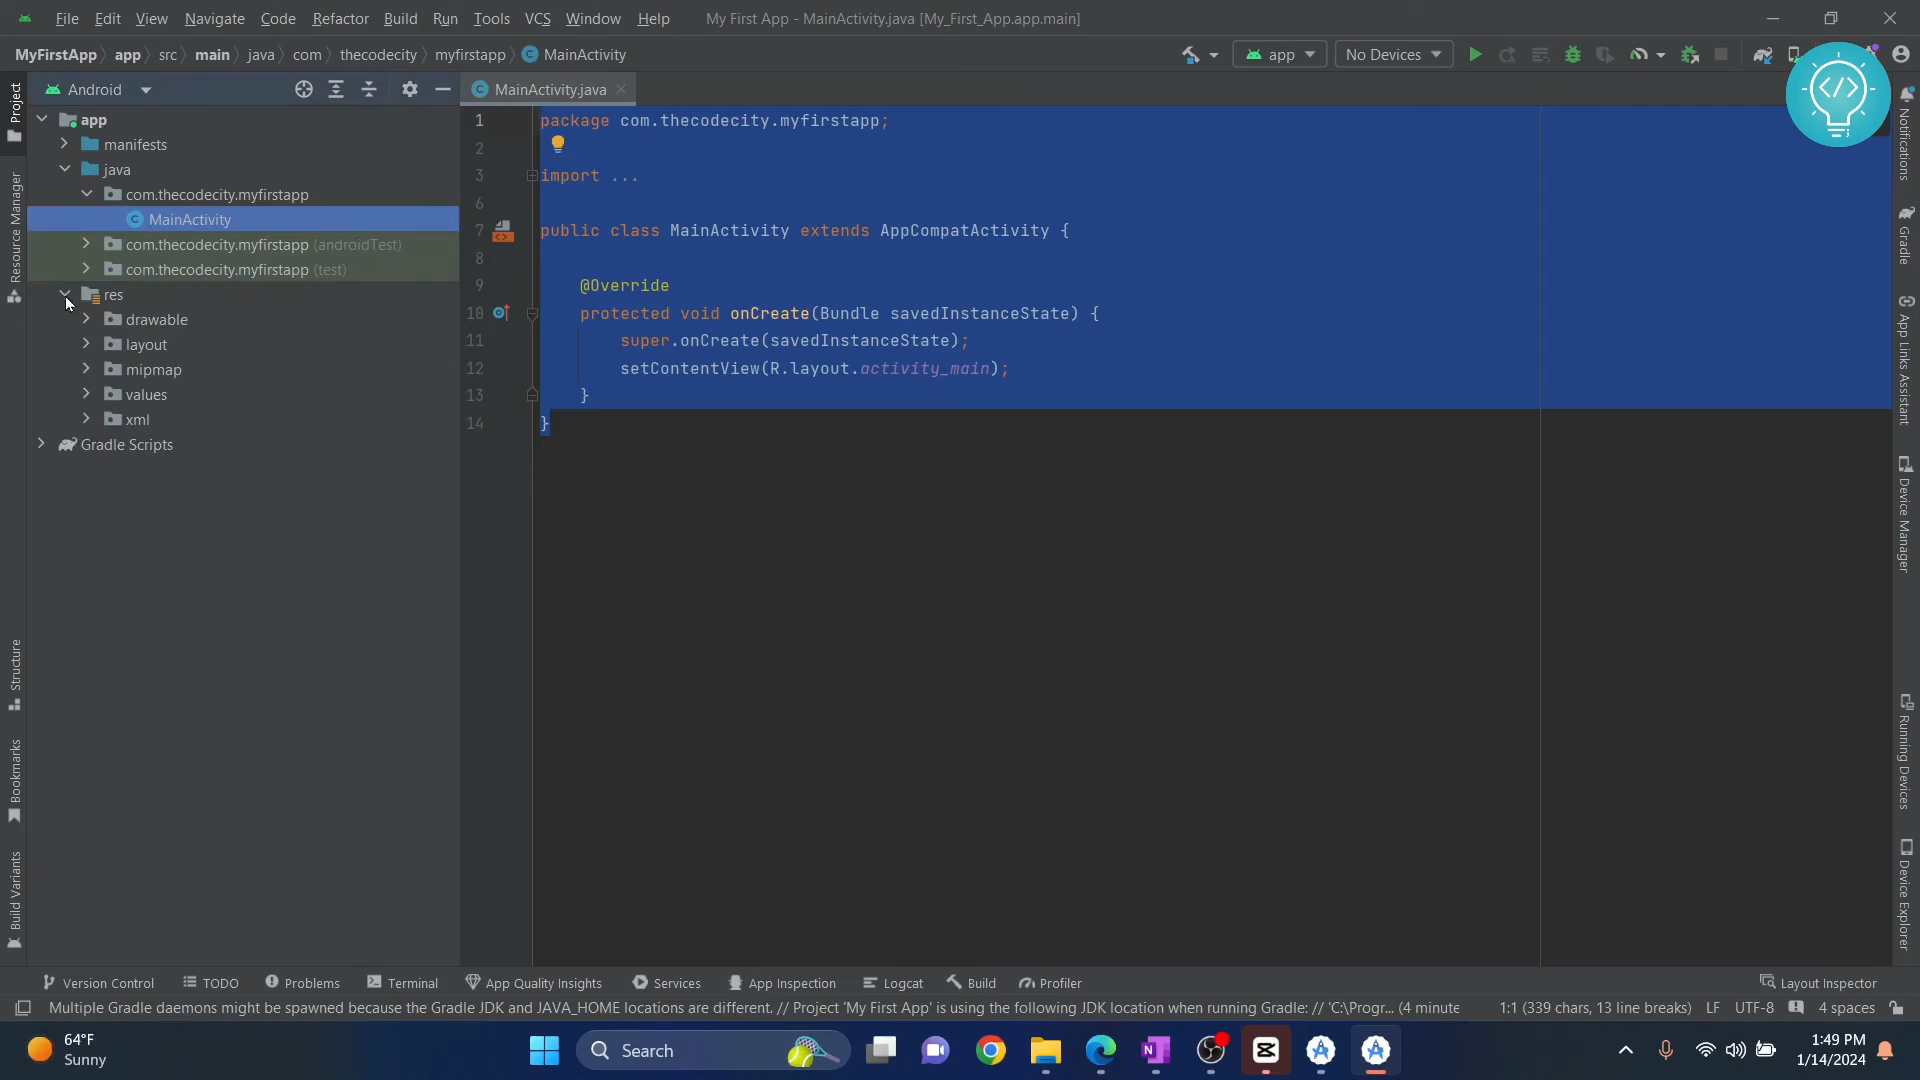 File Edit View Navigate Code Refactor Build Run Tools VCS Window Help My First App - MainActivity.java [My_First_App.app.main]
MyFirstApp app src main java com thecodecity myfirstapp MainActivity app No Devices
Android
MainActivity.java
app
manifests
java
com.thecodecity.myfirstapp
MainActivity
com.thecodecity.myfirstapp (androidTest)
com.thecodecity.myfirstapp (test)
res
drawable
layout
mipmap
values
xml
Gradle Scripts
1 package com.thecodecity.myfirstapp;
2
3 import ...
6
7 public class MainActivity extends AppCompatActivity {
8
9 @Override
10 protected void onCreate(Bundle savedInstanceState) {
11 super.onCreate(savedInstanceState);
12 setContentView(R.layout.activity_main);
13 }
14 }
Project
Resource Manager
Structure
Bookmarks
Build Variants
Notifications
Gradle
App Links Assistant
Device Manager
Running Devices
Device Explorer
Version Control TODO Problems Terminal App Quality Insights Services App Inspection Logcat Build Profiler Layout Inspector
Multiple Gradle daemons might be spawned because the Gradle JDK and JAVA_HOME locations are different. // Project 'My First App' is using the following JDK location when running Gradle: // 'C:\Progr... (4 minute 1:1 (339 chars, 13 line breaks) LF UTF-8 4 spaces
64°F
Sunny
Search
1:49 PM
1/14/2024